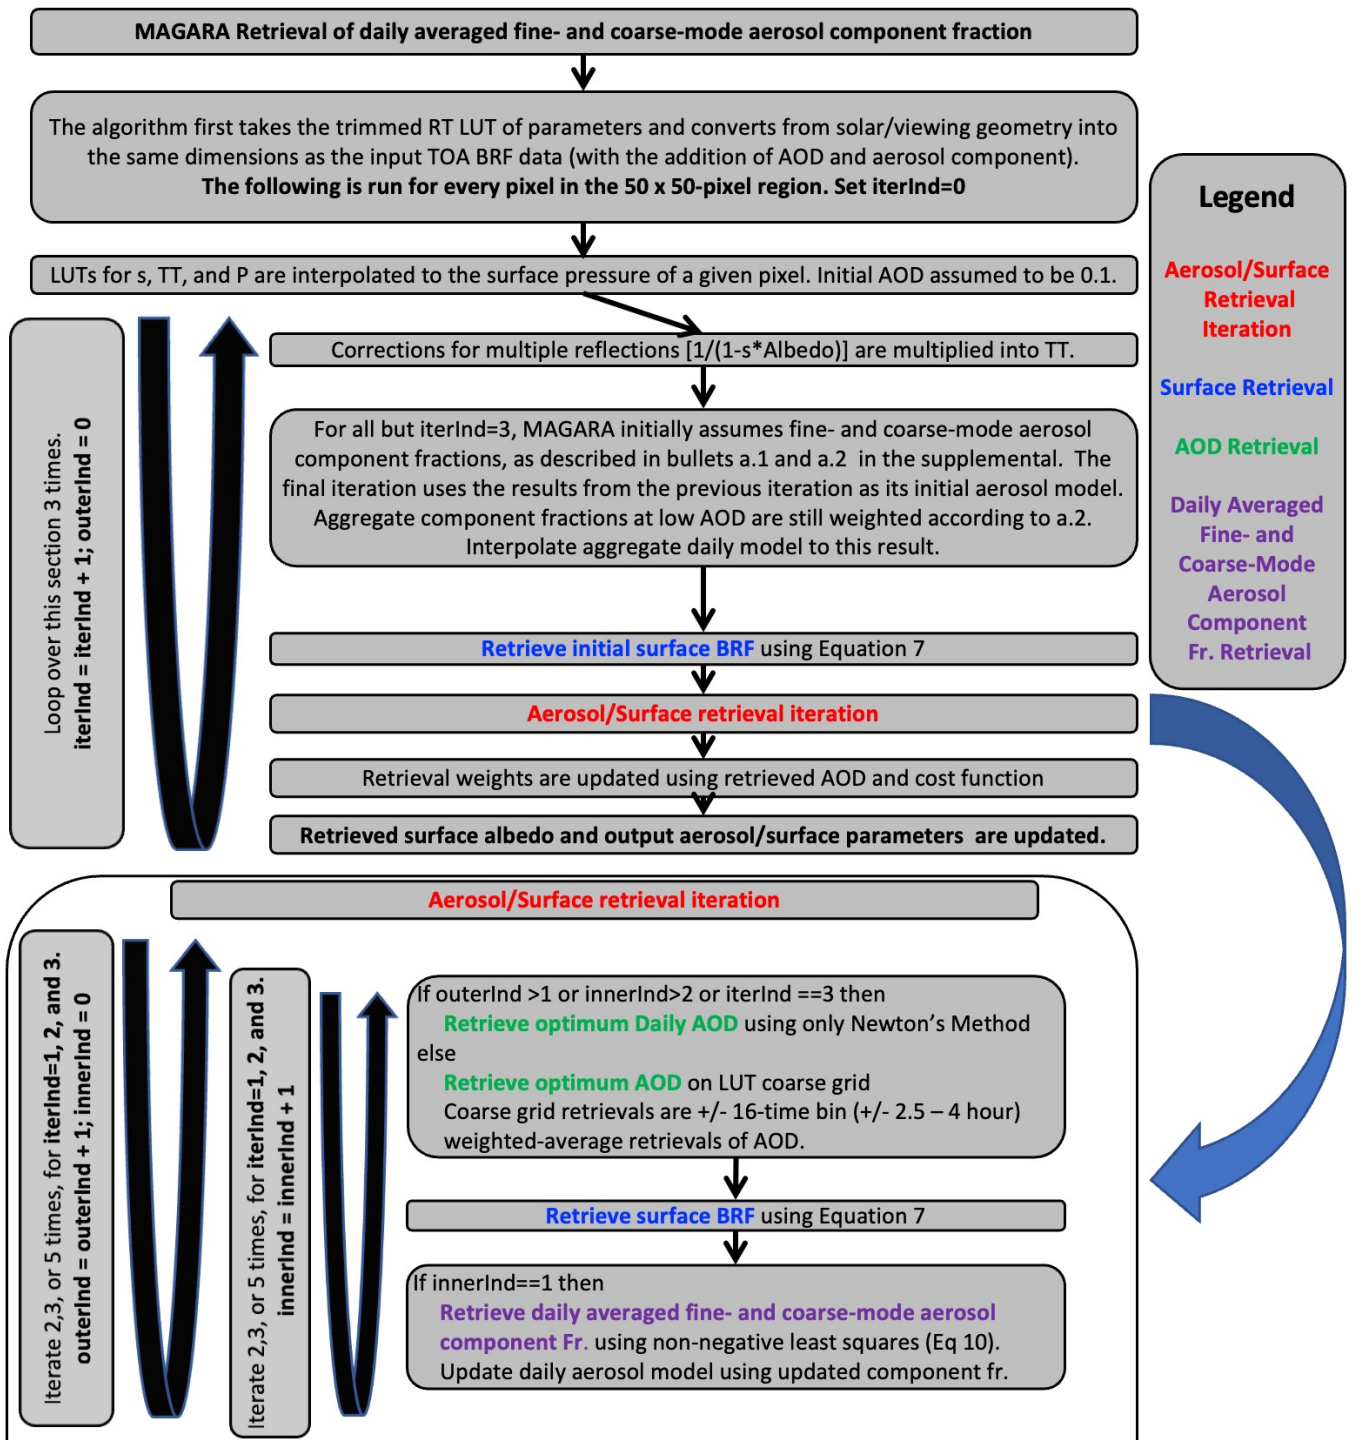 MAGARA Retrieval of daily averaged fine- and coarse-mode aerosol component fraction
The algorithm first takes the trimmed RT LUT of parameters and converts from solar/viewing geometry into
the same dimensions as the input TOA BRF data (with the addition of AOD and aerosol component).
The following is run for every pixel in the 50 x 50-pixel region. Set iterInd=0
LUTs for s, TT, and P are interpolated to the surface pressure of a given pixel. Initial AOD assumed to be 0.1.
Loop over this section 3 times.
iterInd = iterInd + 1; outerInd = 0
Corrections for multiple reflections [1/(1-s*Albedo)] are multiplied into TT.
For all but iterInd=3, MAGARA initially assumes fine- and coarse-mode aerosol
component fractions, as described in bullets a.1 and a.2 in the supplemental. The
final iteration uses the results from the previous iteration as its initial aerosol model.
Aggregate component fractions at low AOD are still weighted according to a.2.
Interpolate aggregate daily model to this result.
Retrieve initial surface BRF using Equation 7
Aerosol/Surface retrieval iteration
Retrieval weights are updated using retrieved AOD and cost function
Retrieved surface albedo and output aerosol/surface parameters are updated.
Legend
Aerosol/Surface
Retrieval
Iteration
Surface Retrieval
AOD Retrieval
Daily Averaged
Fine- and
Coarse-Mode
Aerosol
Component
Fr. Retrieval
Aerosol/Surface retrieval iteration
Iterate 2,3, or 5 times, for iterInd=1, 2, and 3.
outerInd = outerInd + 1; innerInd = 0
Iterate 2,3, or 5 times, for iterInd=1, 2, and 3.
innerInd = innerInd + 1
If outerInd >1 or innerInd>2 or iterInd ==3 then
Retrieve optimum Daily AOD using only Newton's Method
else
Retrieve optimum AOD on LUT coarse grid
Coarse grid retrievals are +/- 16-time bin (+/- 2.5 – 4 hour)
weighted-average retrievals of AOD.
Retrieve surface BRF using Equation 7
If innerInd==1 then
Retrieve daily averaged fine- and coarse-mode aerosol
component Fr. using non-negative least squares (Eq 10).
Update daily aerosol model using updated component fr.